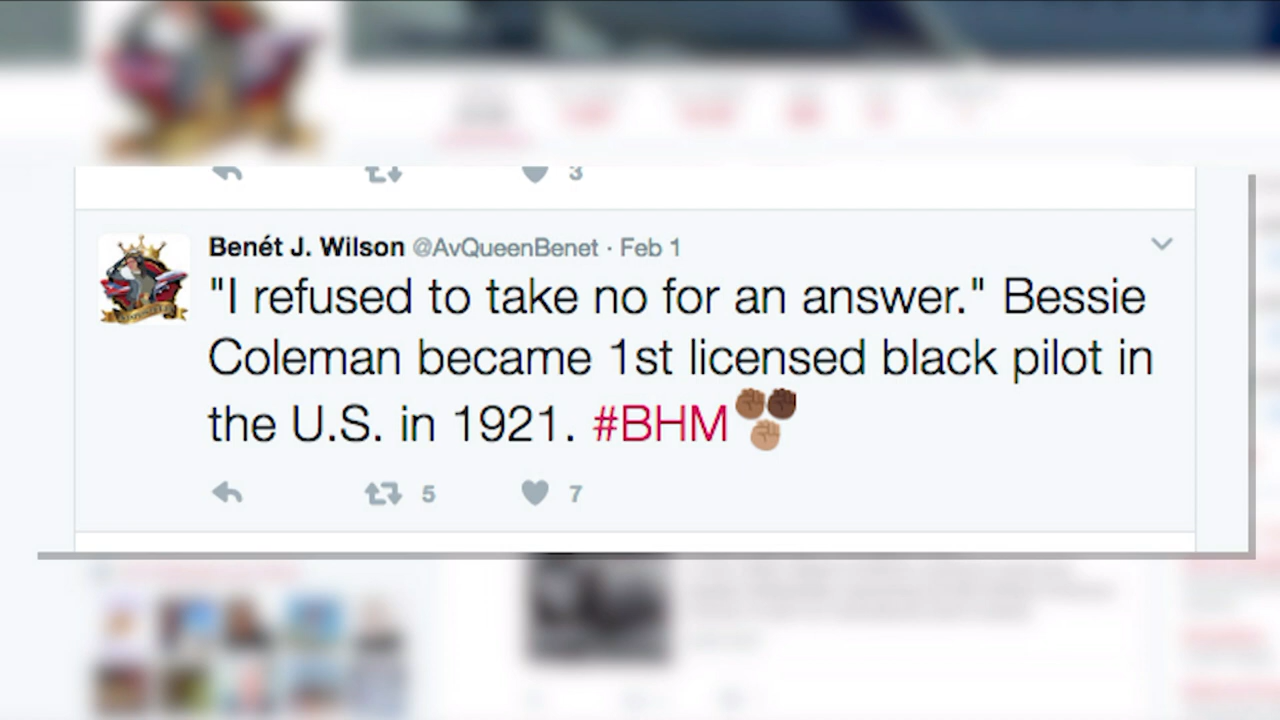 3
Benét J. Wilson @AvQueenBenet · Feb 1
"I refused to take no for an answer." Bessie
Coleman became 1st licensed black pilot in
the U.S. in 1921. #BHM✊🏾✊🏿✊🏽
5 7